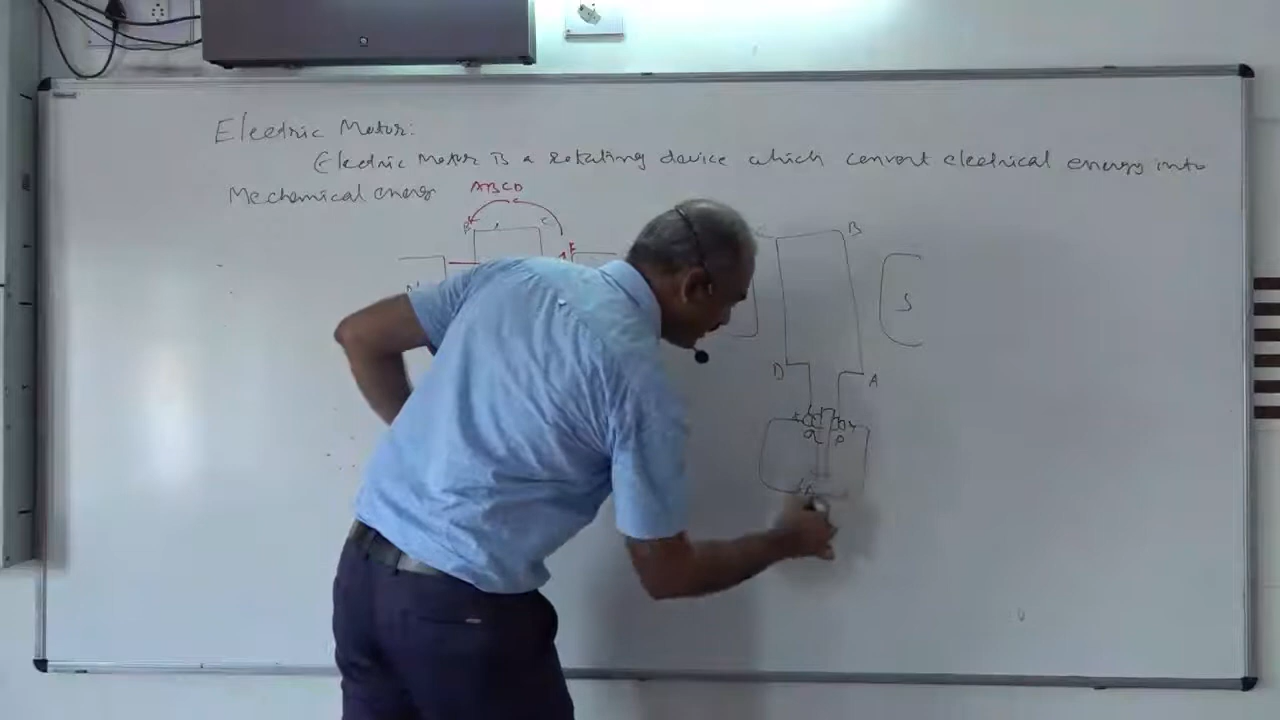 Electric Motor:
Electric Motor is a rotating device which convert electrical energy into
Mechanical energy
ABCD
B C
F
B
S
D A
Q P